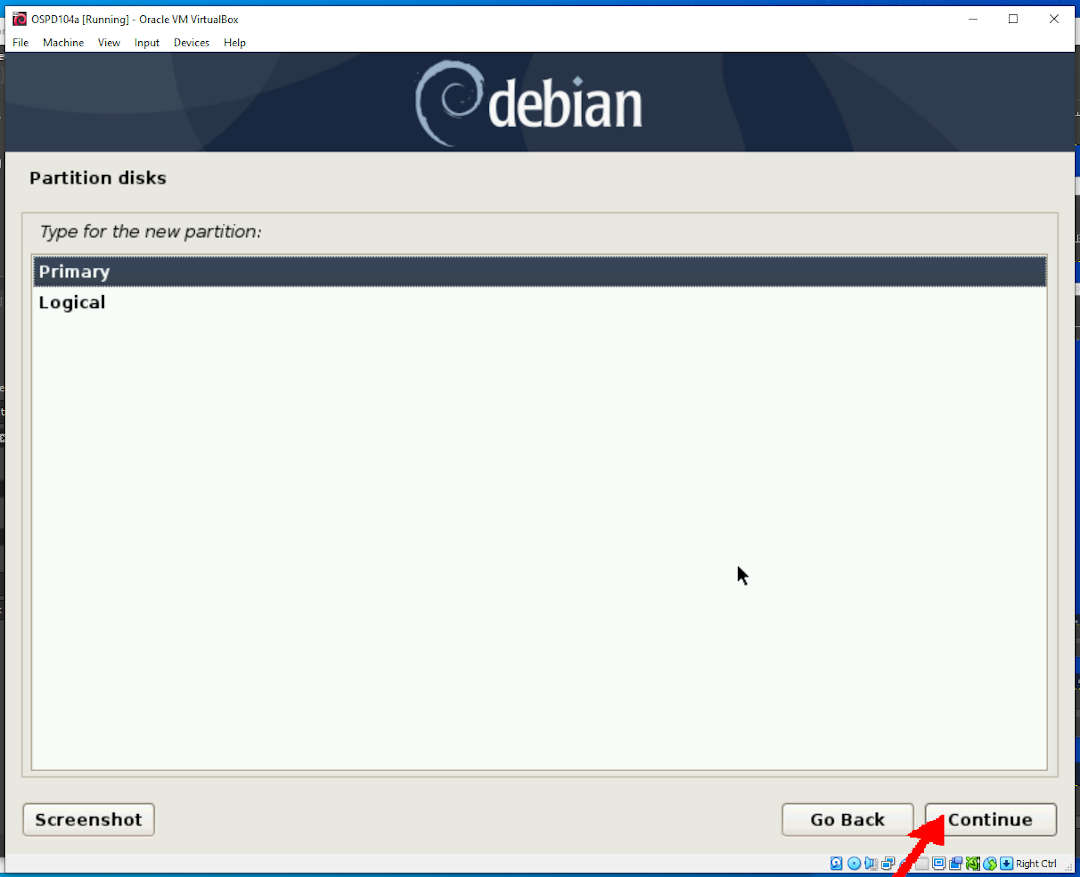 OSPD104a [Running] - Oracle VM VirtualBox
File Machine View Input Devices Help
debian
Partition disks
Type for the new partition:
Primary
Logical
Screenshot Go Back Continue
Right Ctrl